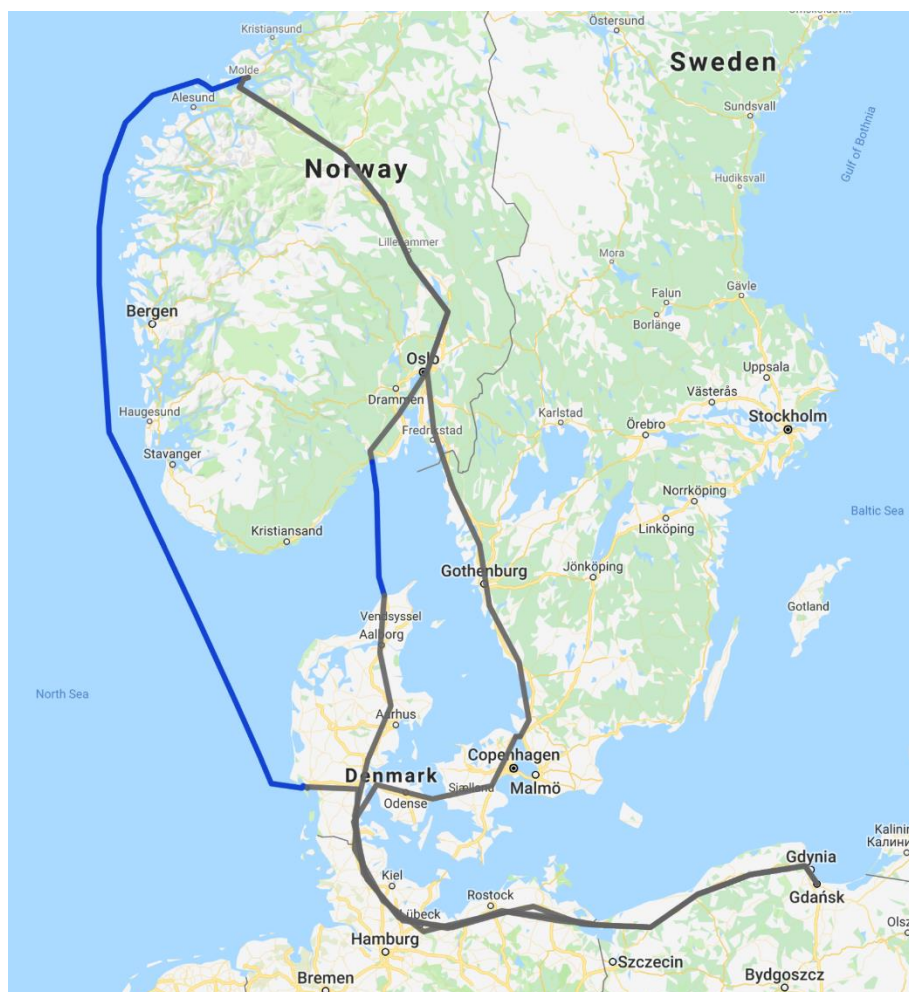 Kristiansund
Östersund
Molde
Sweden
Alesund
Sundsvall
Norway
Gulf of Bothnia
Hudiksvall
Lillehammer
Mora
Gävle
Falun
Bergen
Borlänge
Oslo
Uppsala
Drammen
Västerås
Haugesund
Karlstad
Örebro
Stockholm
Fredrikstad
Stavanger
Norrköping
Baltic Sea
Linköping
Kristiansand
Gothenburg
Jönköping
Gotland
Vendsyssel
Aalborg
North Sea
Aarhus
Copenhagen
Denmark
Malmö
Sjælland
Odense
Kalinin
Калини
Gdynia
Kiel
Gdańsk
Rostock
Lübeck
Olsz
Hamburg
Szczecin
Bydgoszcz
Bremen